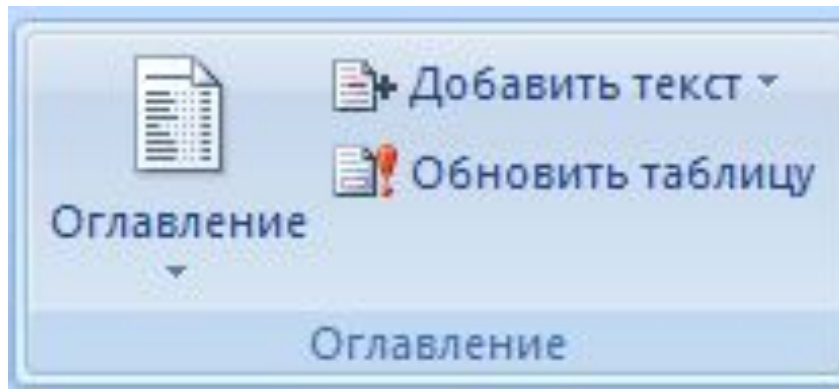 Добавить текст
Обновить таблицу
Оглавление
Оглавление